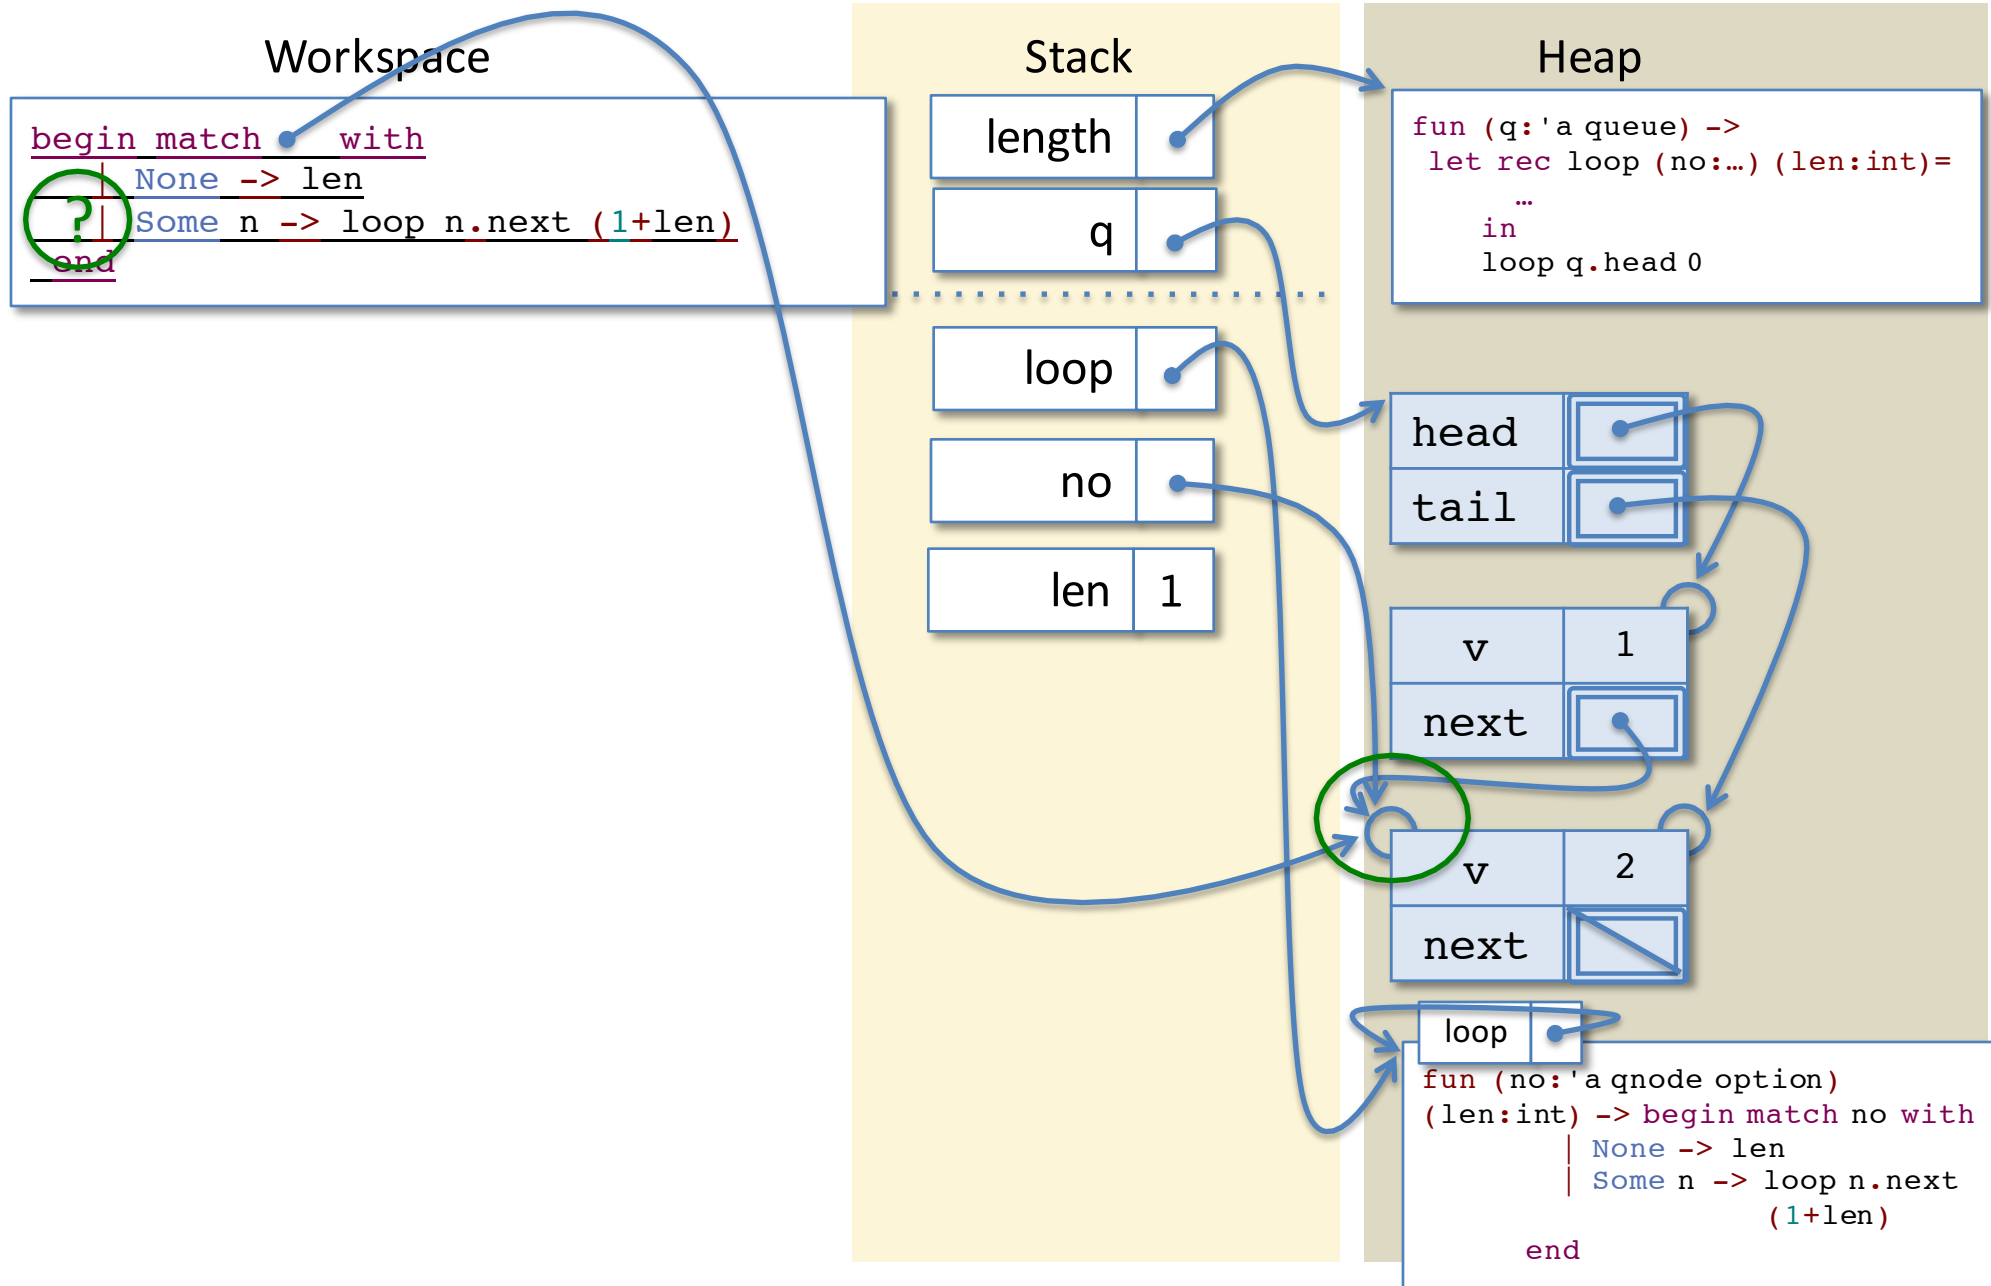 Workspace
begin match with
| None -> len
? | Some n -> loop n.next (1+len)
end
Stack
length
q
loop
no
len 1
Heap
fun (q:'a queue) ->
let rec loop (no:…) (len:int)=
…
in
loop q.head 0
head
tail
v 1
next
v 2
next
loop
fun (no:'a qnode option)
(len:int) -> begin match no with
| None -> len
| Some n -> loop n.next
(1+len)
end